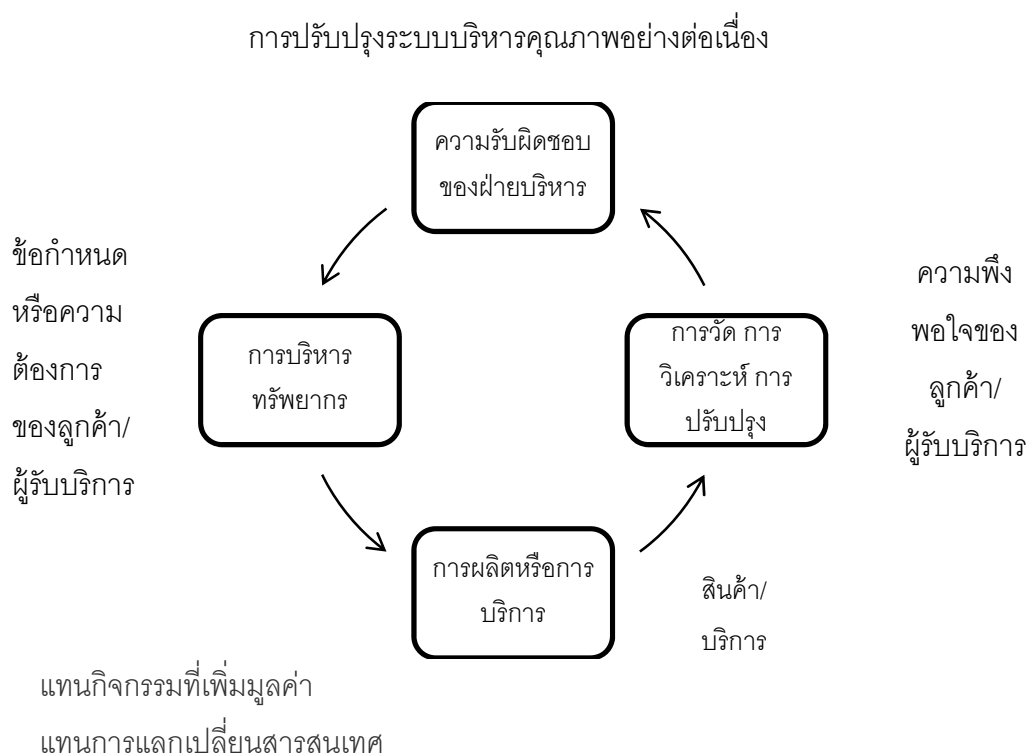 การปรับปรุงระบบบริหารคุณภาพอย่างต่อเนื่อง
ความรับผิดชอบ
ของฝ่ายบริหาร
ข้อกำหนด
หรือความ
ต้องการ
ของลูกค้า/
ผู้รับบริการ
การบริหาร
ทรัพยากร
การวัด การ
วิเคราะห์ การ
ปรับปรุง
ความพึง
พอใจของ
ลูกค้า/
ผู้รับบริการ
การผลิตหรือการ
บริการ
สินค้า/
บริการ
แทนกิจกรรมที่เพิ่มมูลค่า
แทนการแลกเปลี่ยนสารสนเทศ